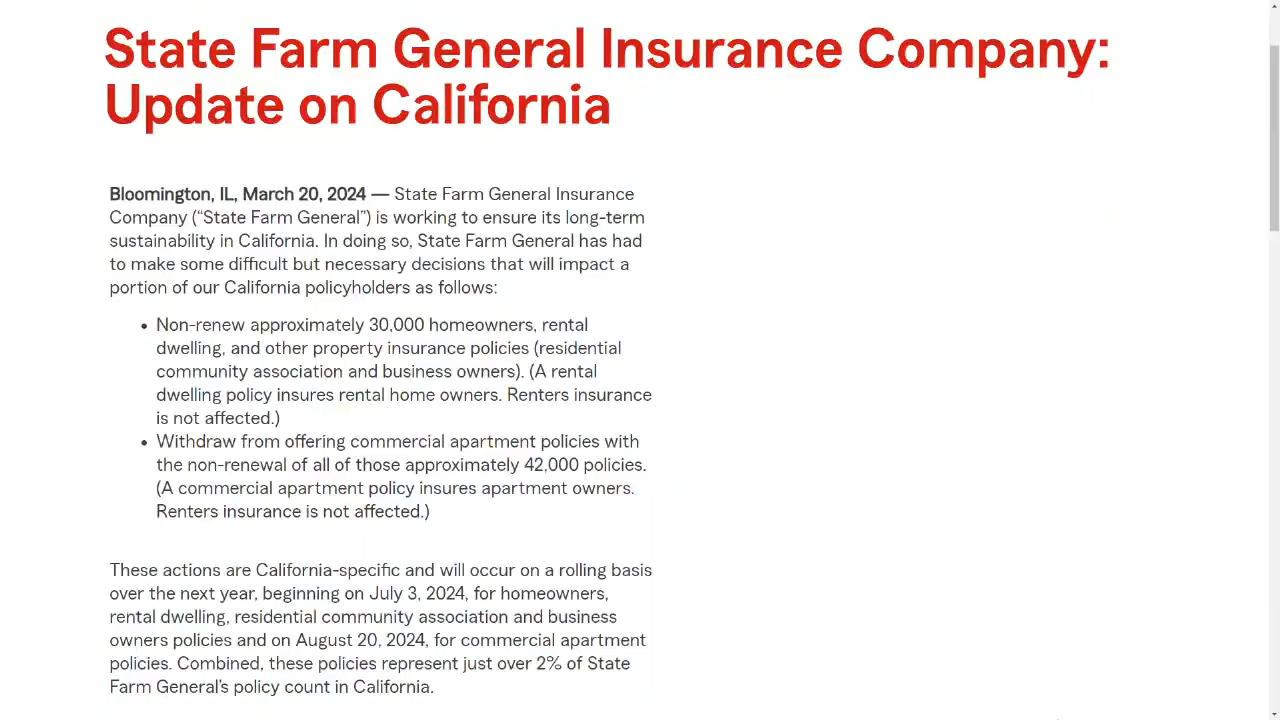 State Farm General Insurance Company:
Update on California
Bloomington, IL, March 20, 2024 — State Farm General Insurance
Company (“State Farm General”) is working to ensure its long-term
sustainability in California. In doing so, State Farm General has had
to make some difficult but necessary decisions that will impact a
portion of our California policyholders as follows:
• Non-renew approximately 30,000 homeowners, rental
dwelling, and other property insurance policies (residential
community association and business owners). (A rental
dwelling policy insures rental home owners. Renters insurance
is not affected.)
• Withdraw from offering commercial apartment policies with
the non-renewal of all of those approximately 42,000 policies.
(A commercial apartment policy insures apartment owners.
Renters insurance is not affected.)
These actions are California-specific and will occur on a rolling basis
over the next year, beginning on July 3, 2024, for homeowners,
rental dwelling, residential community association and business
owners policies and on August 20, 2024, for commercial apartment
policies. Combined, these policies represent just over 2% of State
Farm General’s policy count in California.